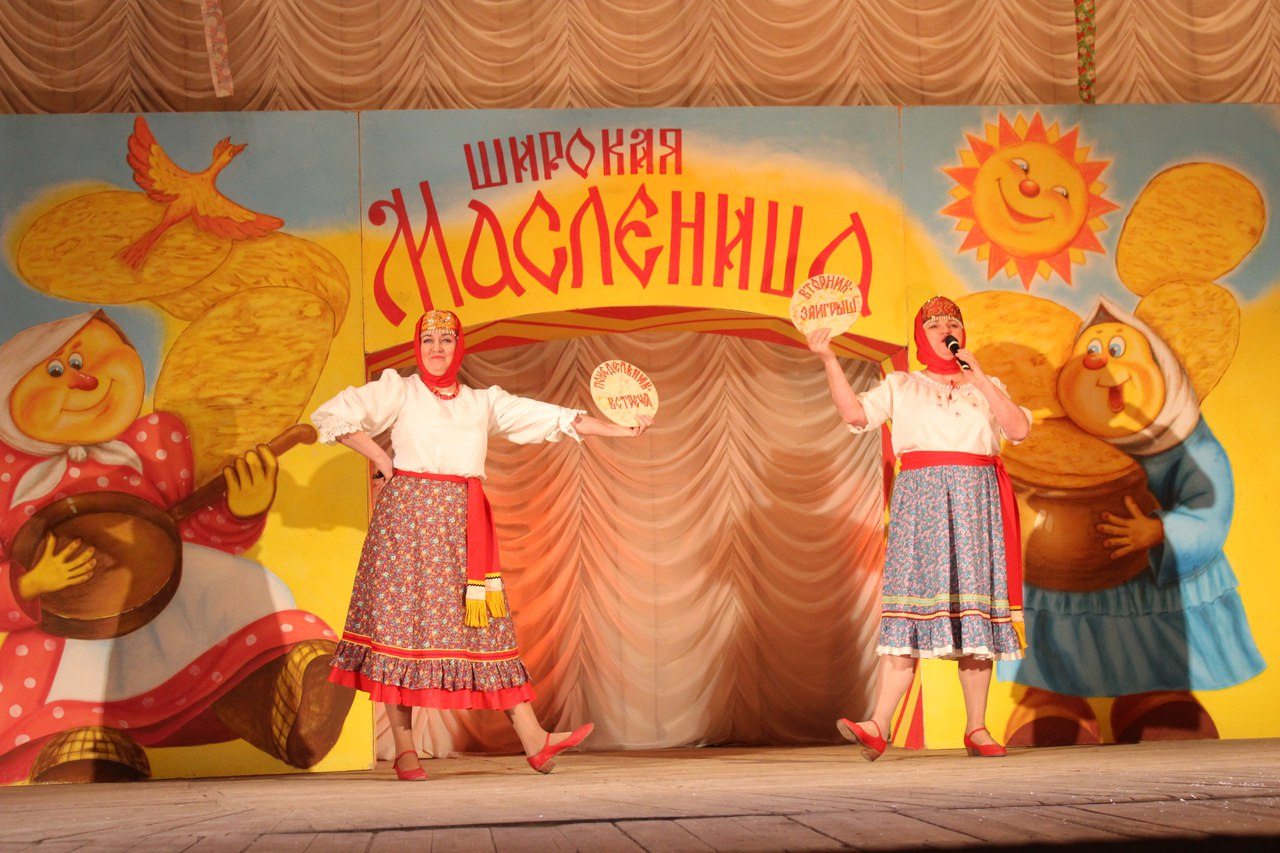 ШИРОКАЯ
МАСЛЕНИЦА
ВТОРНИК-
ЗАИГРЫШ
ПОНЕДЕЛЬНИК-
ВСТРЕЧА